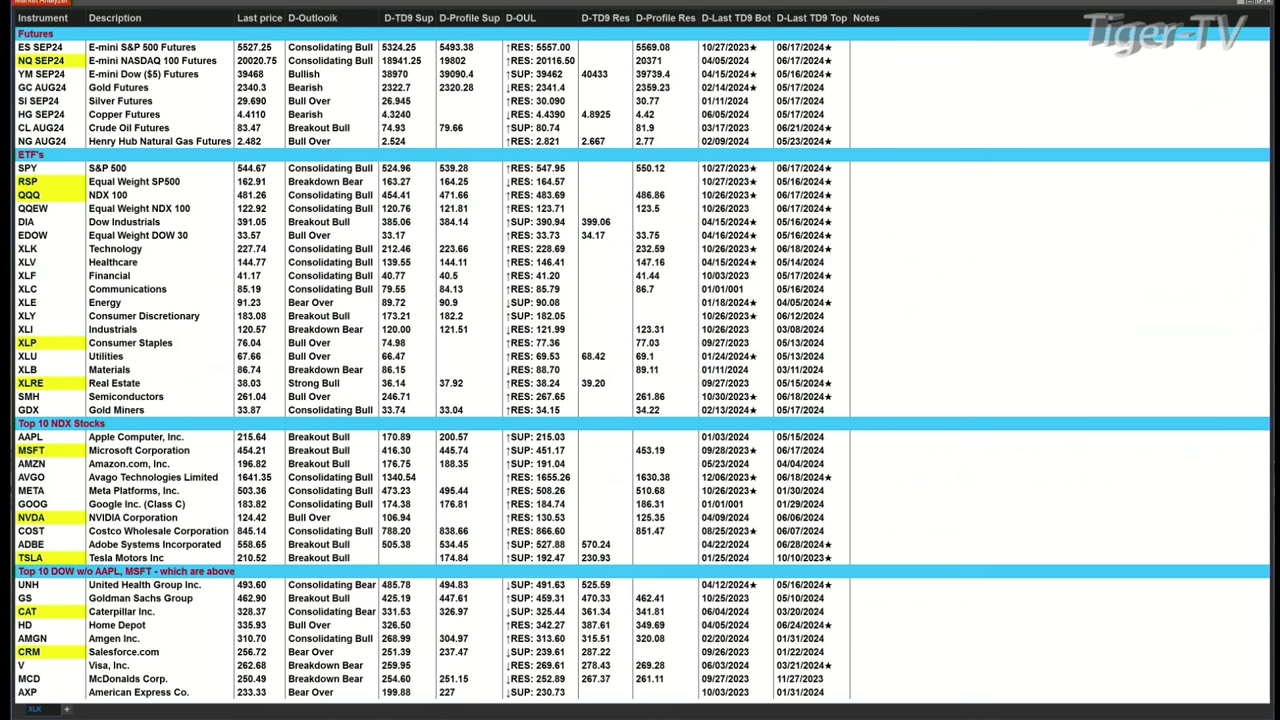 Market Analyzer
Tiger-TV
Instrument Description Last price D-Outlooik D-TD9 Sup D-Profile Sup D-OUL D-TD9 Res D-Profile Res D-Last TD9 Bot D-Last TD9 Top Notes
Futures
ES SEP24 E-mini S&P 500 Futures 5527.25 Consolidating Bull 5324.25 5493.38 ↑RES: 5557.00 5569.08 10/27/2023★ 06/17/2024★
NQ SEP24 E-mini NASDAQ 100 Futures 20020.75 Consolidating Bull 18941.25 19802 ↑RES: 20116.50 20371 04/05/2024 06/17/2024★
YM SEP24 E-mini Dow ($5) Futures 39468 Bullish 38970 39090.4 ↑SUP: 39462 40433 39739.4 04/15/2024★ 05/16/2024★
GC AUG24 Gold Futures 2340.3 Bearish 2322.7 2320.28 ↓RES: 2341.4 2359.23 02/14/2024★ 05/17/2024
SI SEP24 Silver Futures 29.690 Bull Over 26.945 ↑RES: 30.090 30.77 01/11/2024 05/17/2024
HG SEP24 Copper Futures 4.4110 Bearish 4.3240 ↓RES: 4.4390 4.8925 4.42 06/05/2024 05/17/2024
CL AUG24 Crude Oil Futures 83.47 Breakout Bull 74.93 79.66 ↑SUP: 80.74 81.9 03/17/2023 06/21/2024★
NG AUG24 Henry Hub Natural Gas Futures 2.482 Bull Over 2.524 ↑RES: 2.821 2.667 2.77 02/09/2024 05/23/2024★
ETF's
SPY S&P 500 544.67 Consolidating Bull 524.96 539.28 ↑RES: 547.95 550.12 10/27/2023★ 06/17/2024★
RSP Equal Weight SP500 162.91 Breakdown Bear 163.27 164.25 ↓RES: 164.57 10/27/2023★ 05/16/2024★
QQQ NDX 100 481.26 Consolidating Bull 454.41 471.66 ↑RES: 483.69 486.86 10/26/2023★ 06/17/2024★
QQEW Equal Weight NDX 100 122.92 Consolidating Bull 120.76 121.81 ↑RES: 123.71 123.5 10/26/2023 06/17/2024★
DIA Dow Industrials 391.05 Breakout Bull 385.06 384.14 ↑SUP: 390.94 399.06 04/15/2024★ 05/16/2024★
EDOW Equal Weight DOW 30 33.57 Bull Over 33.17 ↑RES: 33.73 34.17 33.75 04/16/2024★ 05/16/2024★
XLK Technology 227.74 Consolidating Bull 212.46 223.66 ↑RES: 228.69 232.59 10/26/2023★ 06/18/2024★
XLV Healthcare 144.77 Consolidating Bull 139.55 144.11 ↑RES: 146.41 147.16 04/15/2024★ 05/14/2024
XLF Financial 41.17 Consolidating Bull 40.77 40.5 ↑RES: 41.20 41.44 10/03/2023 05/17/2024★
XLC Communications 85.19 Consolidating Bull 79.55 84.13 ↑RES: 85.79 86.7 01/01/001 05/16/2024
XLE Energy 91.23 Bear Over 89.72 90.9 ↓SUP: 90.08 01/18/2024★ 04/05/2024★
XLY Consumer Discretionary 183.08 Breakout Bull 173.21 182.2 ↑SUP: 182.05 10/26/2023★ 06/12/2024
XLI Industrials 120.57 Breakdown Bear 120.00 121.51 ↓RES: 121.99 123.31 10/26/2023 03/08/2024
XLP Consumer Staples 76.04 Bull Over 74.98 ↑RES: 77.36 77.03 09/27/2023 05/13/2024
XLU Utilities 67.66 Bull Over 66.47 ↑RES: 69.53 68.42 69.1 01/24/2024★ 05/13/2024
XLB Materials 86.74 Breakdown Bear 86.15 ↓RES: 88.70 89.11 01/11/2024 03/11/2024
XLRE Real Estate 38.03 Strong Bull 36.14 37.92 ↑RES: 38.24 39.20 09/27/2023 05/15/2024★
SMH Semiconductors 261.04 Bull Over 246.71 ↑RES: 267.65 261.86 10/30/2023★ 06/18/2024★
GDX Gold Miners 33.87 Consolidating Bull 33.74 33.04 ↑RES: 34.15 34.22 02/13/2024★ 05/17/2024
Top 10 NDX Stocks
AAPL Apple Computer, Inc. 215.64 Breakout Bull 170.89 200.57 ↑SUP: 215.03 01/03/2024 05/15/2024
MSFT Microsoft Corporation 454.21 Breakout Bull 416.30 445.74 ↑SUP: 451.17 453.19 09/28/2023★ 06/17/2024
AMZN Amazon.com, Inc. 196.82 Breakout Bull 176.75 188.35 ↑SUP: 191.04 05/23/2024 04/04/2024
AVGO Avago Technologies Limited 1641.35 Consolidating Bull 1340.54 ↑RES: 1655.26 1630.38 12/06/2023★ 06/18/2024★
META Meta Platforms, Inc. 503.36 Consolidating Bull 473.23 495.44 ↑RES: 508.26 510.68 10/26/2023★ 01/30/2024
GOOG Google Inc. (Class C) 183.82 Consolidating Bull 174.38 176.81 ↑RES: 184.74 186.31 01/01/001 01/29/2024
NVDA NVIDIA Corporation 124.42 Bull Over 106.94 ↑RES: 130.53 125.35 04/09/2024 06/06/2024
COST Costco Wholesale Corporation 845.14 Consolidating Bull 788.20 838.66 ↑RES: 866.60 851.47 08/25/2023★ 06/07/2024
ADBE Adobe Systems Incorporated 558.65 Breakout Bull 505.38 534.45 ↑SUP: 527.88 570.24 04/22/2024 06/28/2024★
TSLA Tesla Motors Inc 210.52 Breakout Bull 174.84 ↑SUP: 192.47 230.93 01/25/2024 10/10/2023★
Top 10 DOW w/o AAPL, MSFT - which are above
UNH United Health Group Inc. 493.60 Consolidating Bear 485.78 494.83 ↓SUP: 491.63 525.59 04/12/2024★ 05/16/2024★
GS Goldman Sachs Group 462.90 Breakout Bull 425.19 447.61 ↑SUP: 459.31 470.33 462.41 10/25/2023 05/10/2024
CAT Caterpillar Inc. 328.37 Consolidating Bear 331.53 326.97 ↓SUP: 325.44 361.34 341.81 06/04/2024 03/20/2024
HD Home Depot 335.93 Bull Over 326.50 ↑RES: 342.27 387.61 349.69 04/05/2024 06/24/2024★
AMGN Amgen Inc. 310.70 Consolidating Bull 268.99 304.97 ↑RES: 313.60 315.51 320.08 02/20/2024 01/31/2024
CRM Salesforce.com 256.72 Bear Over 251.39 237.47 ↓SUP: 239.61 287.22 09/26/2023 01/22/2024
V Visa, Inc. 262.68 Breakdown Bear 259.95 ↓RES: 269.61 278.43 269.28 06/03/2024 03/21/2024★
MCD McDonalds Corp. 250.49 Breakdown Bear 254.60 251.15 ↓RES: 252.89 267.37 261.11 09/27/2023 11/27/2023
AXP American Express Co. 233.33 Bear Over 199.88 227 ↓SUP: 230.73 10/03/2023 01/31/2024
XLK +